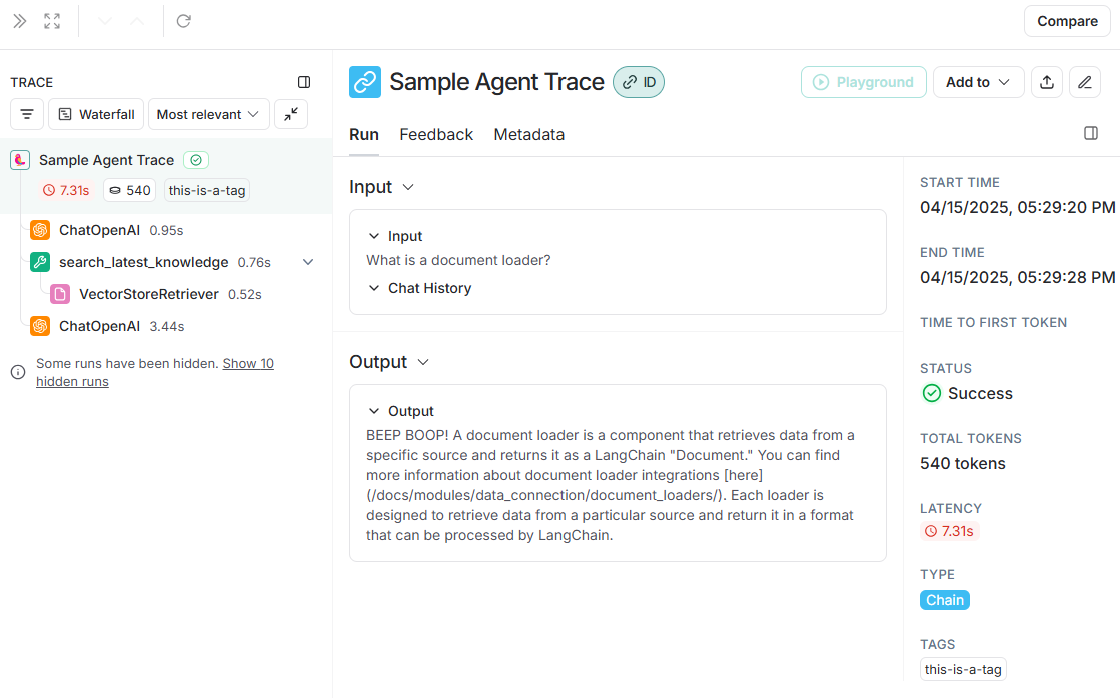 Compare
TRACE
Waterfall
Most relevant
Sample Agent Trace
7.31s
540
this-is-a-tag
ChatOpenAI 0.95s
search_latest_knowledge 0.76s
VectorStoreRetriever 0.52s
ChatOpenAI 3.44s
Some runs have been hidden. Show 10
hidden runs
Sample Agent Trace
ID
Playground
Add to
Run
Feedback
Metadata
Input
Input
What is a document loader?
Chat History
Output
Output
BEEP BOOP! A document loader is a component that retrieves data from a
specific source and returns it as a LangChain "Document." You can find
more information about document loader integrations [here]
(/docs/modules/data_connection/document_loaders/). Each loader is
designed to retrieve data from a particular source and return it in a format
that can be processed by LangChain.
START TIME
04/15/2025, 05:29:20 PM
END TIME
04/15/2025, 05:29:28 PM
TIME TO FIRST TOKEN
STATUS
Success
TOTAL TOKENS
540 tokens
LATENCY
7.31s
TYPE
Chain
TAGS
this-is-a-tag